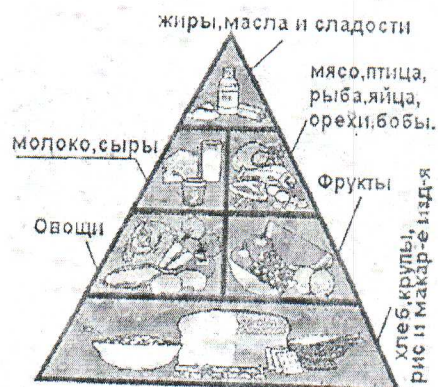 жиры,масла и сладости
мясо,птица,
рыба,яйца,
орехи,бобы.
молоко,сыры
Фрукты
Овощи
хлеб,крупы,
рис и макар-е изд-я